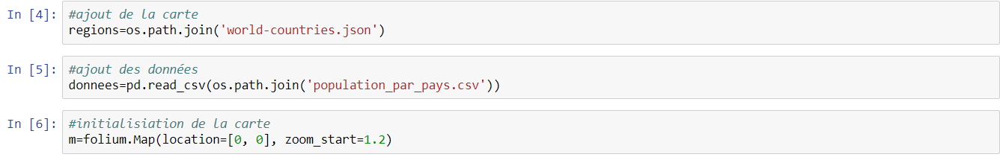 In [4]: #ajout de la carte
regions=os.path.join('world-countries.json')
In [5]: #ajout des données
donnees=pd.read_csv(os.path.join('population_par_pays.csv'))
In [6]: #initialisiation de la carte
m=folium.Map(location=[0, 0], zoom_start=1.2)